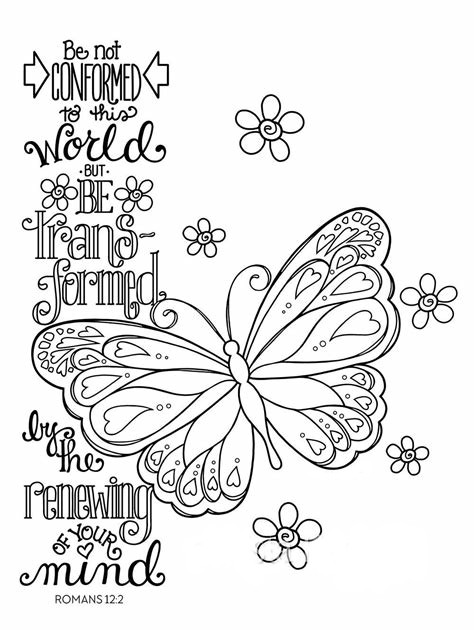 Be not
CONFORMED
to this
World
·BUT·
BE
trans-
formed
by
the
renewing
OF YOUR
mind
ROMANS 12:2